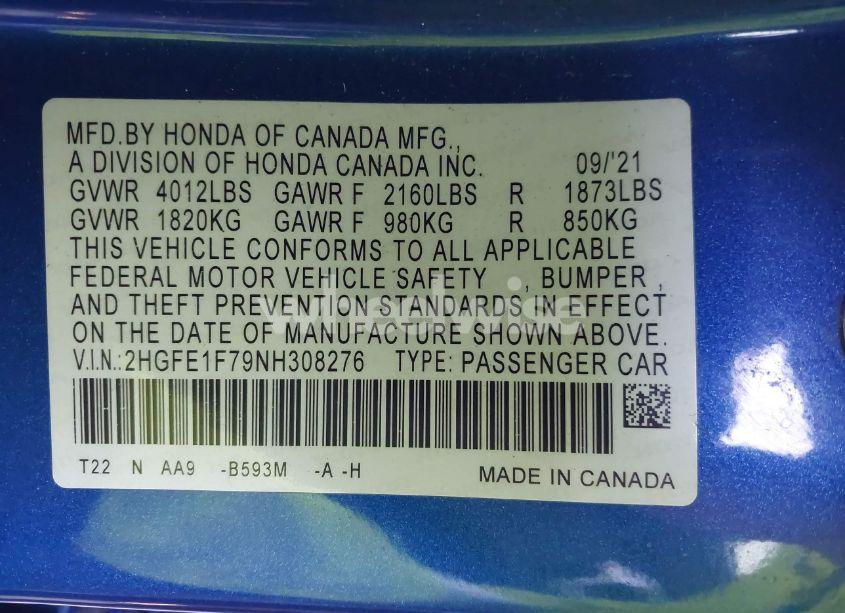 MFD.BY HONDA OF CANADA MFG.,
A DIVISION OF HONDA CANADA INC. 09/'21
GVWR 4012LBS GAWR F 2160LBS R 1873LBS
GVWR 1820KG GAWR F 980KG R 850KG
THIS VEHICLE CONFORMS TO ALL APPLICABLE
FEDERAL MOTOR VEHICLE SAFETY , BUMPER ,
AND THEFT PREVENTION STANDARDS IN EFFECT
wheelwise
ON THE DATE OF MANUFACTURE SHOWN ABOVE.
V.I.N.:2HGFE1F79NH308276 TYPE: PASSENGER CAR
T22 N AA9 -B593M -A -H MADE IN CANADA